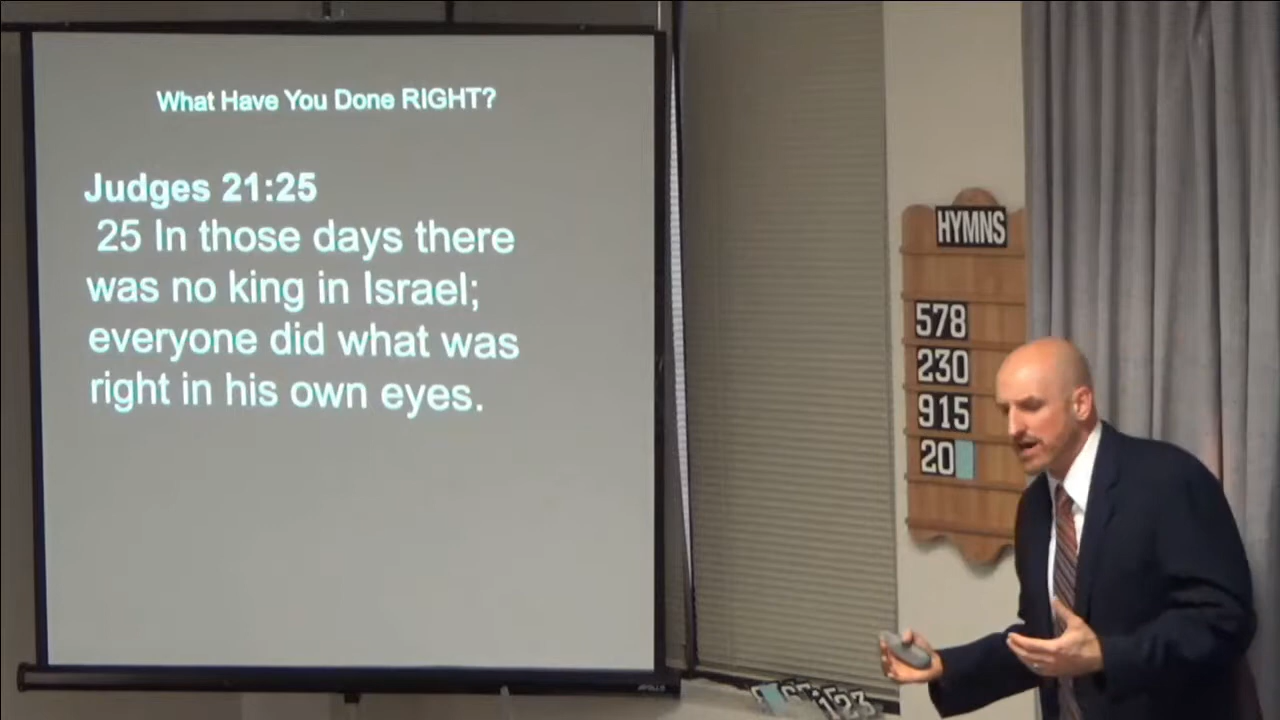 What Have You Done RIGHT?
Judges 21:25
25 In those days there
was no king in Israel;
everyone did what was
right in his own eyes.
HYMNS
578
230
915
20
APOLLO